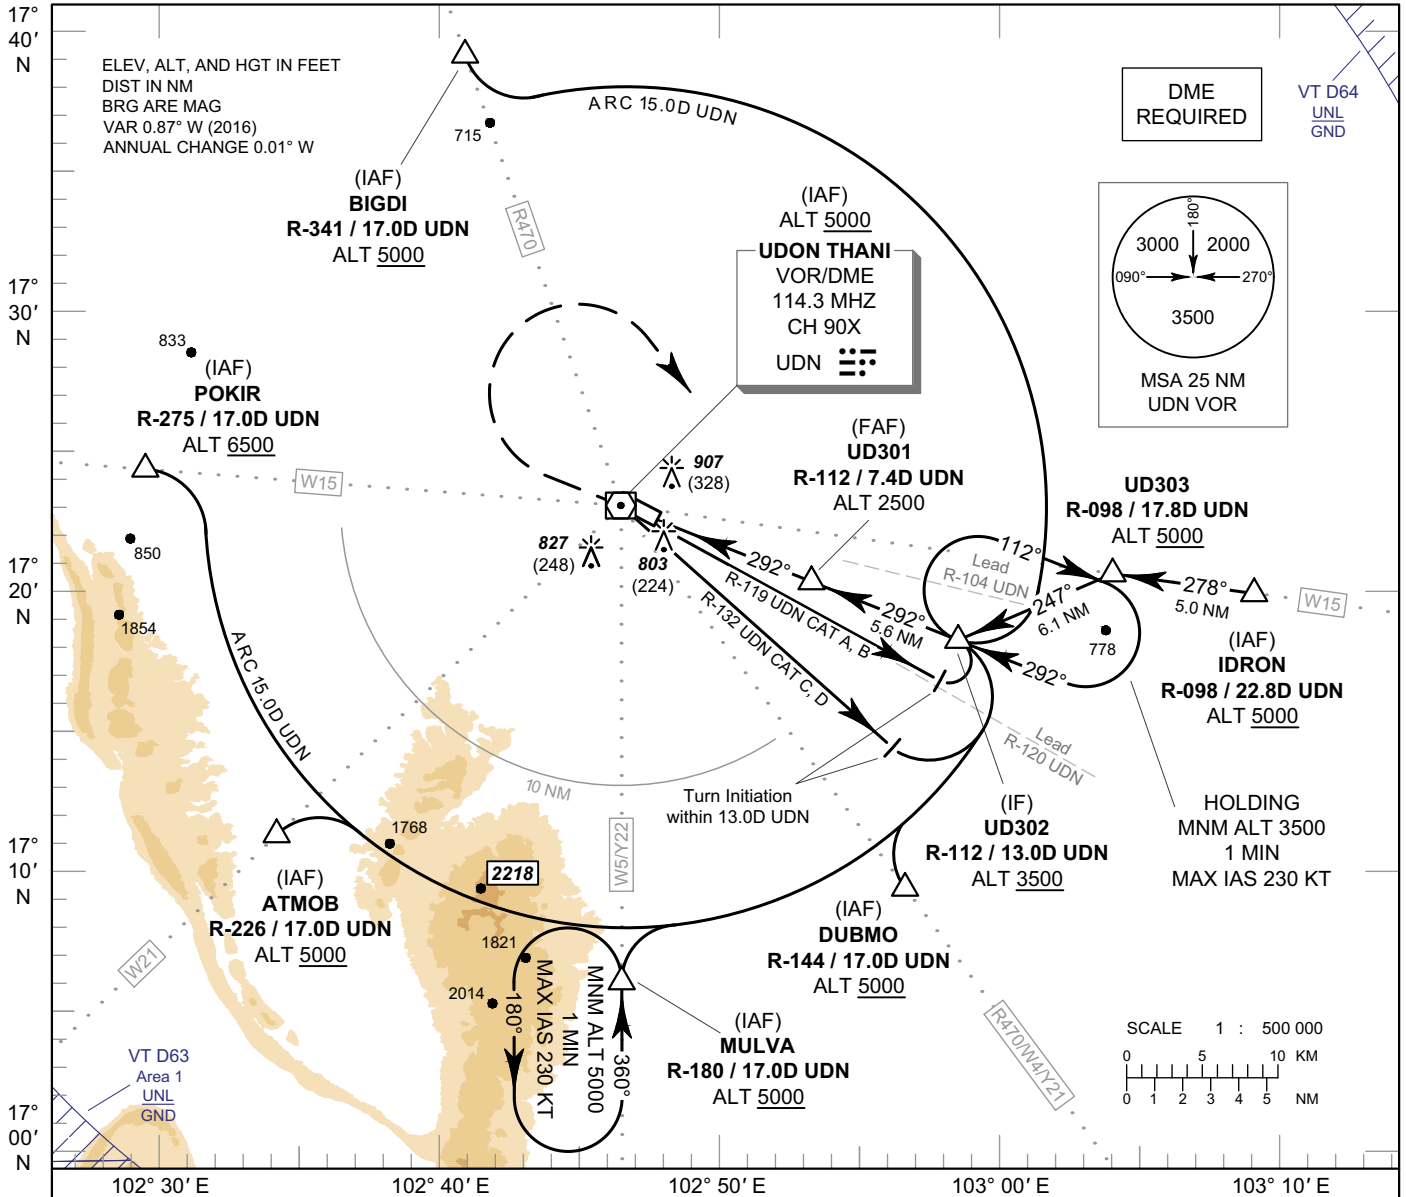 17°
40′
N
ELEV, ALT, AND HGT IN FEET
DIST IN NM
BRG ARE MAG
VAR 0.87° W (2016)
ANNUAL CHANGE 0.01° W
715
(IAF)
BIGDI
R-341 / 17.0D UDN
ALT 5000
R470
ARC 15.0D UDN
(IAF)
ALT 5000
UDON THANI
VOR/DME
114.3 MHZ
CH 90X
UDN
DME
REQUIRED
VT D64
UNL
GND
180°
3000
2000
090°
270°
3500
MSA 25 NM
UDN VOR
17°
30′
N
833
(IAF)
POKIR
R-275 / 17.0D UDN
ALT 6500
W15
907
(328)
827
(248)
803
(224)
(FAF)
UD301
R-112 / 7.4D UDN
ALT 2500
UD303
R-098 / 17.8D UDN
ALT 5000
112°
Lead
R-104 UDN
278°
5.0 NM
W15
247°
6.1 NM
292°
292°
5.6 NM
R-119 UDN CAT A, B
R-132 UDN CAT C, D
778
292°
(IAF)
IDRON
R-098 / 22.8D UDN
ALT 5000
17°
20′
N
850
1854
ARC 15.0D UDN
10 NM
Lead
R-120 UDN
Turn Initiation
within 13.0D UDN
(IF)
UD302
R-112 / 13.0D UDN
ALT 3500
HOLDING
MNM ALT 3500
1 MIN
MAX IAS 230 KT
17°
10′
N
1768
2218
W5/Y22
(IAF)
ATMOB
R-226 / 17.0D UDN
ALT 5000
W21
1821
2014
180°
MAX IAS 230 KT
1 MIN
MNM ALT 5000
360°
(IAF)
DUBMO
R-144 / 17.0D UDN
ALT 5000
(IAF)
MULVA
R-180 / 17.0D UDN
ALT 5000
R470/W4/Y21
SCALE 1 : 500 000
0 5 10 KM
0 1 2 3 4 5 NM
VT D63
Area 1
UNL
GND
17°
00′
N
102° 30′ E
102° 40′ E
102° 50′ E
103° 00′ E
103° 10′ E